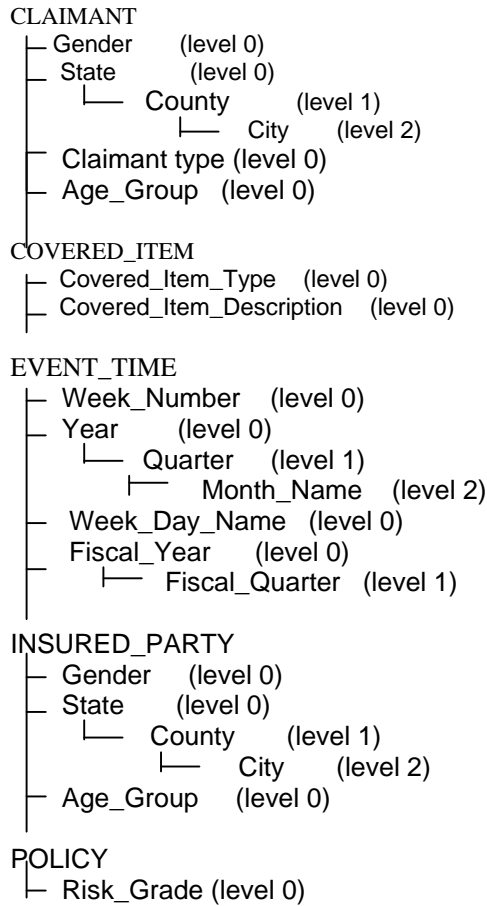 CLAIMANT
Gender (level 0)
State (level 0)
County (level 1)
City (level 2)
Claimant type (level 0)
Age_Group (level 0)
COVERED_ITEM
Covered_Item_Type (level 0)
Covered_Item_Description (level 0)
EVENT_TIME
Week_Number (level 0)
Year (level 0)
Quarter (level 1)
Month_Name (level 2)
Week_Day_Name (level 0)
Fiscal_Year (level 0)
Fiscal_Quarter (level 1)
INSURED_PARTY
Gender (level 0)
State (level 0)
County (level 1)
City (level 2)
Age_Group (level 0)
POLICY
Risk_Grade (level 0)